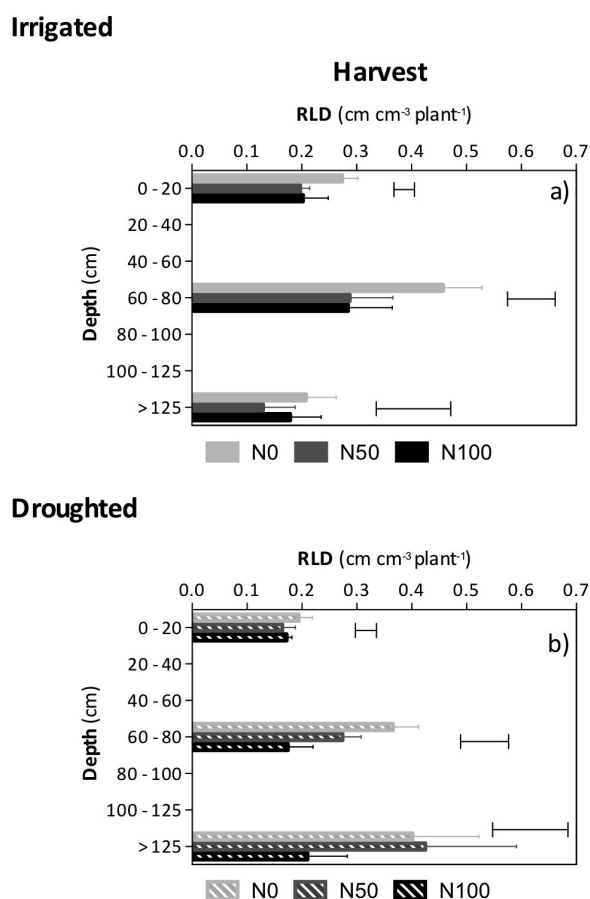 Irrigated
Harvest
RLD (cm cm-3 plant-1)
0.0 0.1 0.2 0.3 0.4 0.5 0.6 0.7
a)
0 - 20
20 - 40
40 - 60
60 - 80
80 - 100
100 - 125
> 125
Depth (cm)
N0 N50 N100
Droughted
RLD (cm cm-3 plant-1)
0.0 0.1 0.2 0.3 0.4 0.5 0.6 0.7
b)
0 - 20
20 - 40
40 - 60
60 - 80
80 - 100
100 - 125
> 125
Depth (cm)
N0 N50 N100